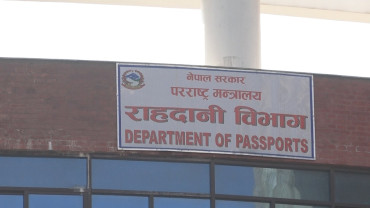 नेपाल सरकार
परराष्ट्र मन्त्रालय
राहदानी विभाग
DEPARTMENT OF PASSPORTS